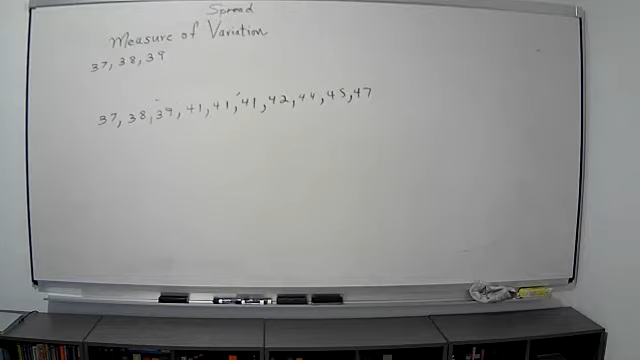 Spread
Measure of Variation
37, 38, 39
37, 38, 39, 41, 41, 41, 42, 44, 45, 47